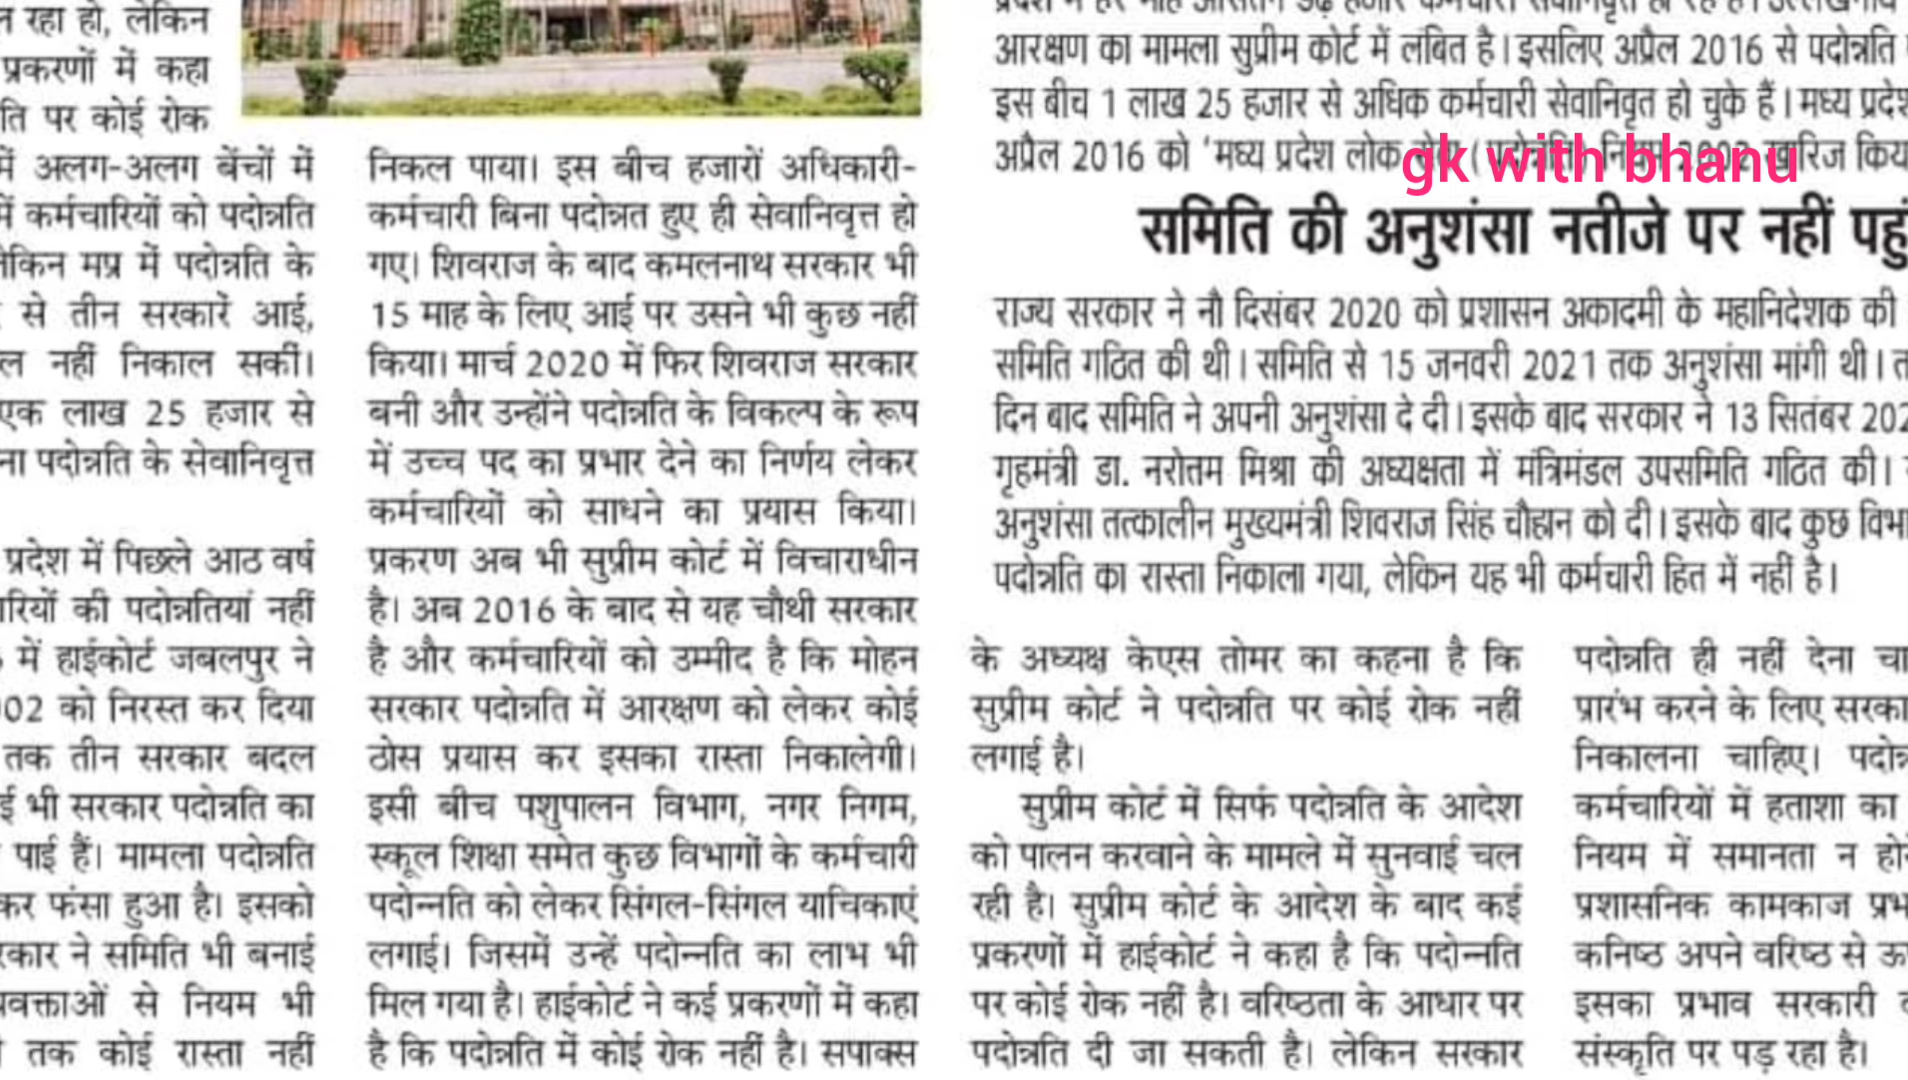 रहा हो, लेकिन
प्रकरणों में कहा
ति पर कोई रोक
में अलग-अलग बेंचों में
में कर्मचारियों को पदोन्नति
लेकिन मप्र में पदोन्नति के
से तीन सरकारें आई,
ल नहीं निकाल सकीं।
एक लाख 25 हजार से
ना पदोन्नति के सेवानिवृत्त
प्रदेश में पिछले आठ वर्ष
रियों की पदोन्नतियां नहीं
में हाईकोर्ट जबलपुर ने
02 को निरस्त कर दिया
तक तीन सरकार बदल
ई भी सरकार पदोन्नति का
पाई हैं। मामला पदोन्नति
कर फंसा हुआ है। इसको
रकार ने समिति भी बनाई
वक्ताओं से नियम भी
तक कोई रास्ता नहीं
निकल पाया। इस बीच हजारों अधिकारी-
कर्मचारी बिना पदोन्नत हुए ही सेवानिवृत्त हो
गए। शिवराज के बाद कमलनाथ सरकार भी
15 माह के लिए आई पर उसने भी कुछ नहीं
किया। मार्च 2020 में फिर शिवराज सरकार
बनी और उन्होंने पदोन्नति के विकल्प के रूप
में उच्च पद का प्रभार देने का निर्णय लेकर
कर्मचारियों को साधने का प्रयास किया।
प्रकरण अब भी सुप्रीम कोर्ट में विचाराधीन
है। अब 2016 के बाद से यह चौथी सरकार
है और कर्मचारियों को उम्मीद है कि मोहन
सरकार पदोन्नति में आरक्षण को लेकर कोई
ठोस प्रयास कर इसका रास्ता निकालेगी।
इसी बीच पशुपालन विभाग, नगर निगम,
स्कूल शिक्षा समेत कुछ विभागों के कर्मचारी
पदोन्नति को लेकर सिंगल-सिंगल याचिकाएं
लगाई। जिसमें उन्हें पदोन्नति का लाभ भी
मिल गया है। हाईकोर्ट ने कई प्रकरणों में कहा
है कि पदोन्नति में कोई रोक नहीं है। सपाक्स
आरक्षण का मामला सुप्रीम कोर्ट में लंबित है। इसलिए अप्रैल 2016 से पदोन्नति
इस बीच 1 लाख 25 हजार से अधिक कर्मचारी सेवानिवृत हो चुके हैं। मध्य प्रदेश
अप्रैल 2016 को 'मध्य प्रदेश लोक
gk with bhanu
समिति की अनुशंसा नतीजे पर नहीं पहुं
राज्य सरकार ने नौ दिसंबर 2020 को प्रशासन अकादमी के महानिदेशक की
समिति गठित की थी। समिति से 15 जनवरी 2021 तक अनुशंसा मांगी थी। त
दिन बाद समिति ने अपनी अनुशंसा दे दी। इसके बाद सरकार ने 13 सितंबर 202
गृहमंत्री डा. नरोतम मिश्रा की अध्यक्षता में मंत्रिमंडल उपसमिति गठित की।
अनुशंसा तत्कालीन मुख्यमंत्री शिवराज सिंह चौहान को दी। इसके बाद कुछ विभा
पदोन्नति का रास्ता निकाला गया, लेकिन यह भी कर्मचारी हित में नहीं है।
के अध्यक्ष केएस तोमर का कहना है कि
सुप्रीम कोर्ट ने पदोन्नति पर कोई रोक नहीं
लगाई है।
सुप्रीम कोर्ट में सिर्फ पदोन्नति के आदेश
को पालन करवाने के मामले में सुनवाई चल
रही है। सुप्रीम कोर्ट के आदेश के बाद कई
प्रकरणों में हाईकोर्ट ने कहा है कि पदोन्नति
पर कोई रोक नहीं है। वरिष्ठता के आधार पर
पदोन्नति दी जा सकती है। लेकिन सरकार
पदोन्नति ही नहीं देना चा
प्रारंभ करने के लिए सरका
निकालना चाहिए। पदोन्न
कर्मचारियों में हताशा का
नियम में समानता न हो
प्रशासनिक कामकाज प्रभ
कनिष्ठ अपने वरिष्ठ से ऊ
इसका प्रभाव सरकारी
संस्कृति पर पड़ रहा है।